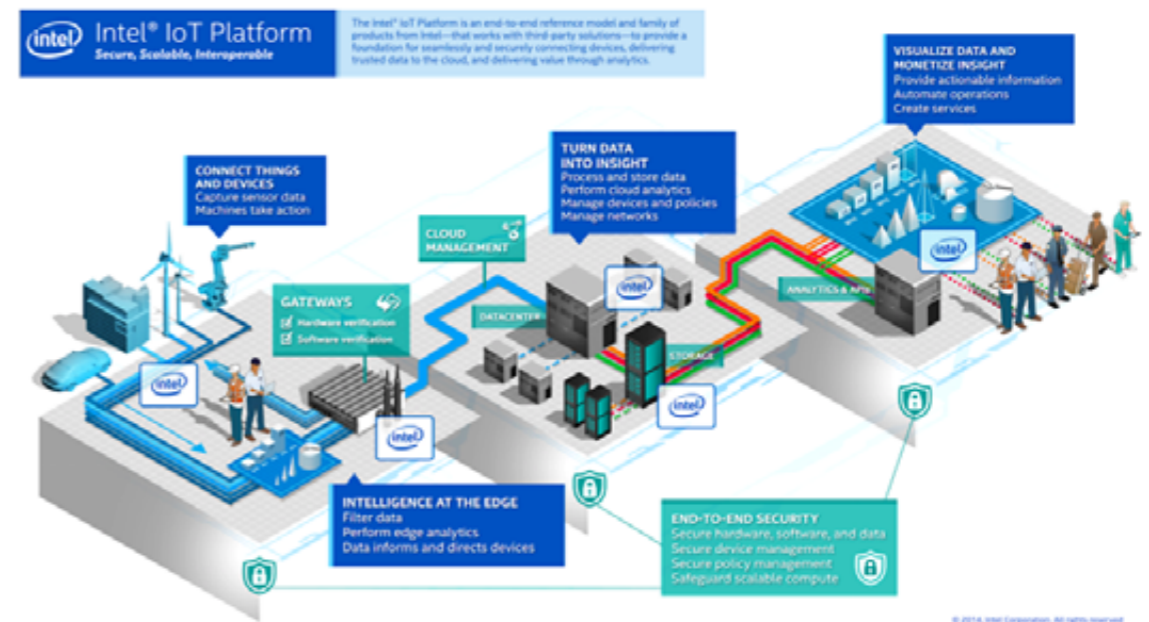 intel
Intel® IoT Platform
Secure, Scalable, Interoperable
The Intel® IoT Platform is an end-to-end reference model and family of
products from Intel—that works with third-party solutions—to provide a
foundation for seamlessly and securely connecting devices, delivering
trusted data to the cloud, and delivering value through analytics.
VISUALIZE DATA AND
MONETIZE INSIGHT
Provide actionable information
Automate operations
Create services
TURN DATA
INTO INSIGHT
Process and store data
Perform cloud analytics
Manage devices and policies
Manage networks
CONNECT THINGS
AND DEVICES
Capture sensor data
Machines take action
CLOUD
MANAGEMENT
intel
intel
GATEWAYS
Hardware verification
Software verification
DATACENTER
ANALYTICS & APIs
STORAGE
intel
intel
intel
INTELLIGENCE AT THE EDGE
Filter data
Perform edge analytics
Data informs and directs devices
END-TO-END SECURITY
Secure hardware, software, and data
Secure device management
Secure policy management
Safeguard scalable compute
© 2014, Intel Corporation. All rights reserved